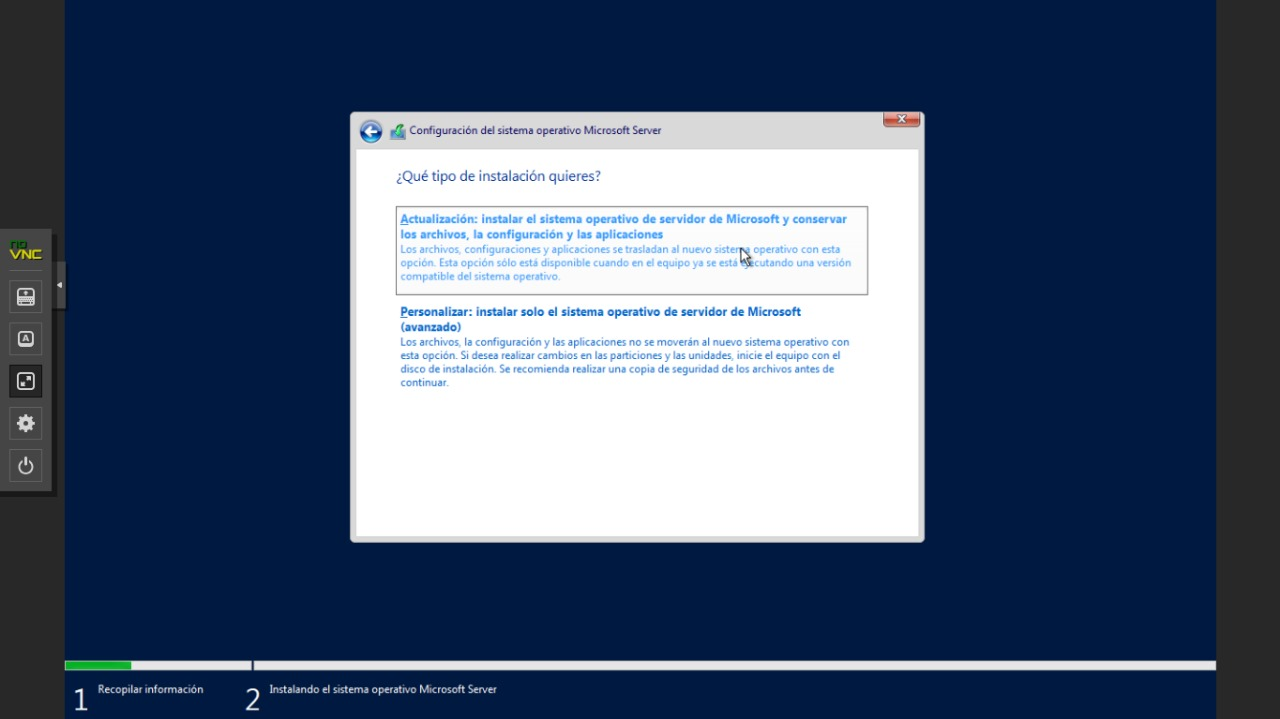 Configuración del sistema operativo Microsoft Server
¿Qué tipo de instalación quieres?
Actualización: instalar el sistema operativo de servidor de Microsoft y conservar
los archivos, la configuración y las aplicaciones
Los archivos, configuraciones y aplicaciones se trasladan al nuevo sistema operativo con esta
opción. Esta opción sólo está disponible cuando en el equipo ya se está ejecutando una versión
compatible del sistema operativo.
Personalizar: instalar solo el sistema operativo de servidor de Microsoft
(avanzado)
Los archivos, la configuración y las aplicaciones no se moverán al nuevo sistema operativo con
esta opción. Si desea realizar cambios en las particiones y las unidades, inicie el equipo con el
disco de instalación. Se recomienda realizar una copia de seguridad de los archivos antes de
continuar.
no
VNC
A
1 Recopilar información
2 Instalando el sistema operativo Microsoft Server